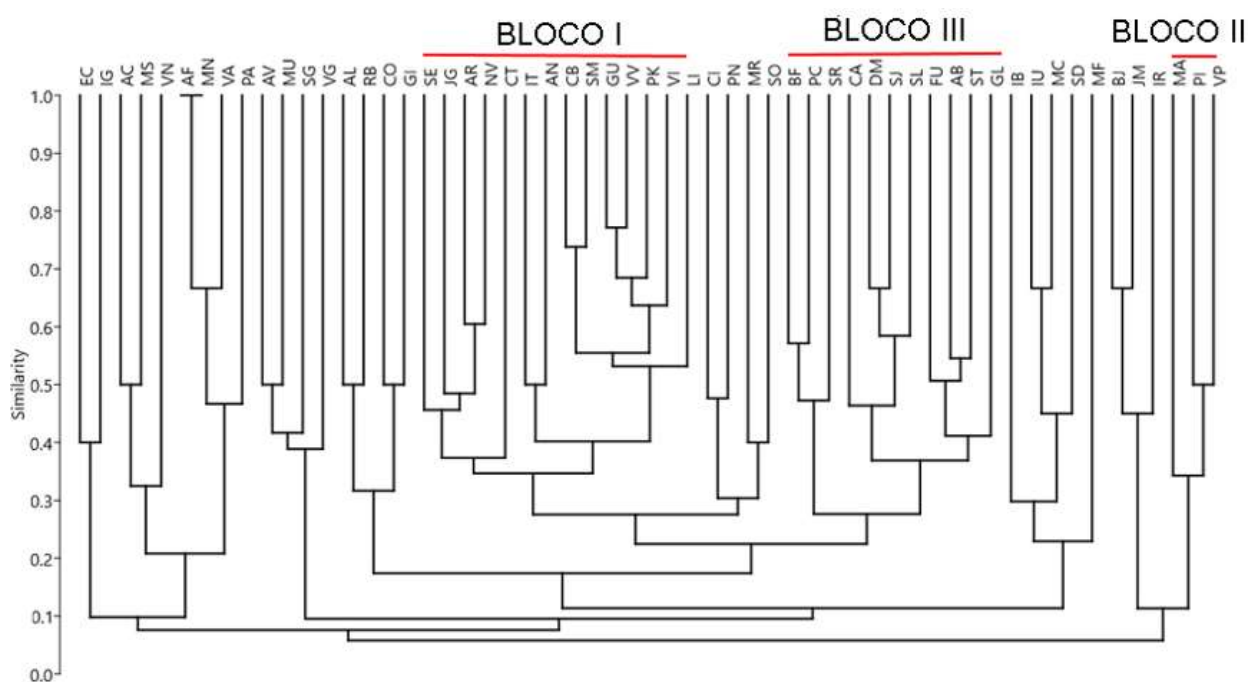 BLOCO I
BLOCO III
BLOCO II
EC IG AC MS VN AF MN VA PA AV MU SG VG AL RB CO GI SE JG AR NV CT IT AN CB SM GU VV PK VI LI CI PN MR SO BF PC SR CA DM SJ SL FU AB ST GL IB IU MC SD MF BJ JM IR MA PI VP
1.0
0.9
0.8
0.7
0.6
0.5
0.4
0.3
0.2
0.1
0.0
Similarity